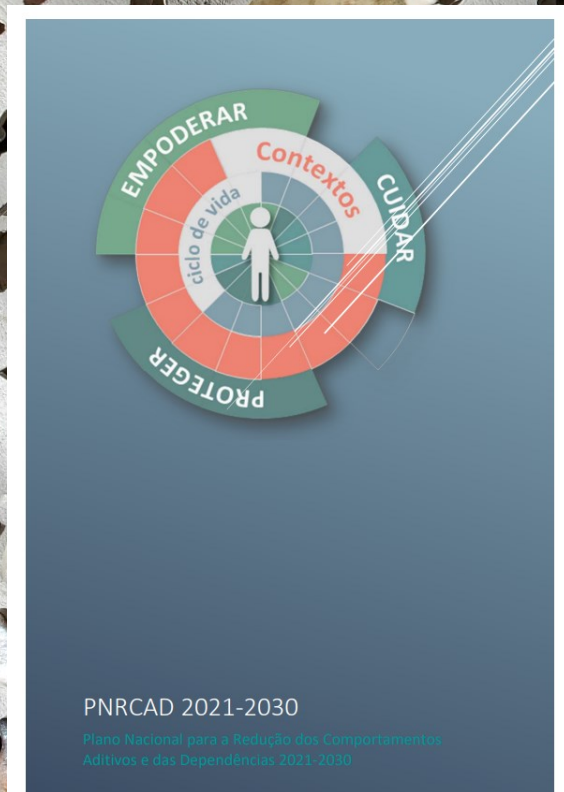 EMPODERAR
Contextos
CUIDAR
ciclo de vida
PROTEGER
PNRCAD 2021-2030
Plano Nacional para a Redução dos Comportamentos
Aditivos e das Dependências 2021-2030